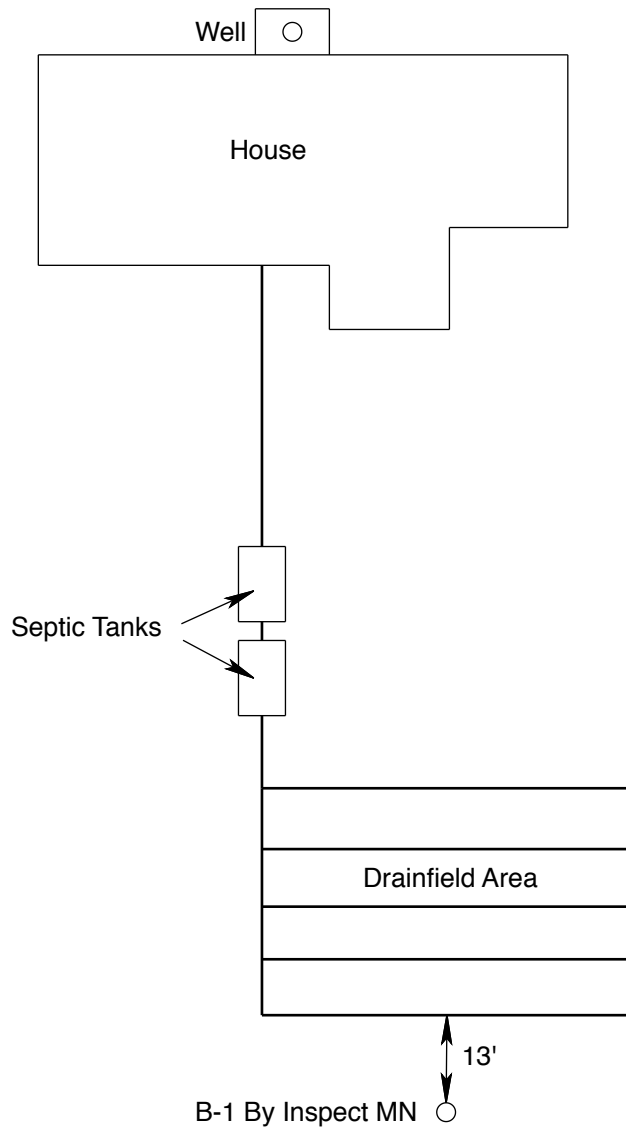 Well
House
Septic Tanks
Drainfield Area
13'
B-1 By Inspect MN